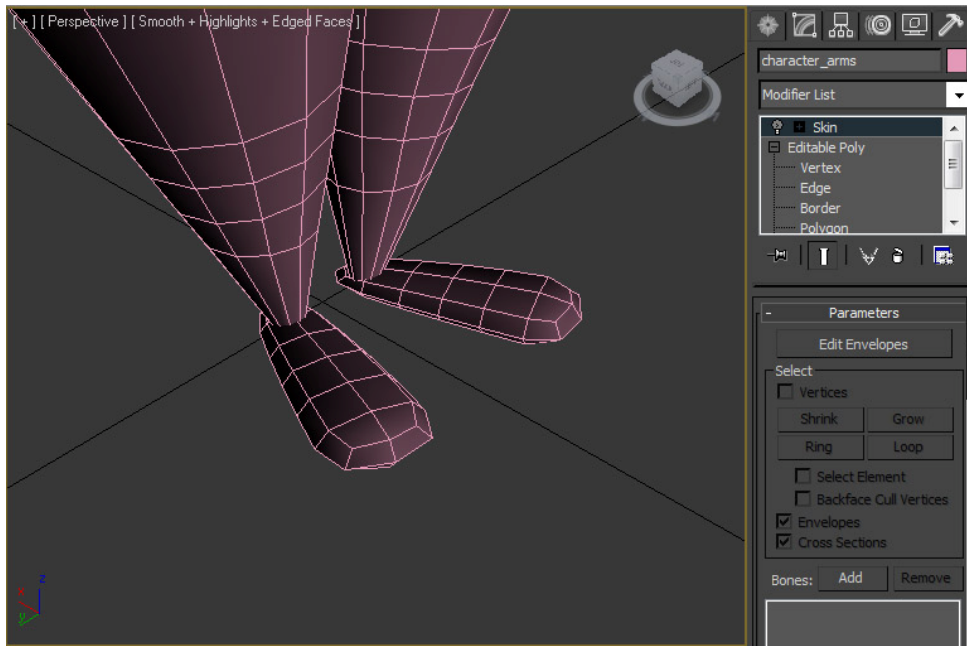 [ + ] [ Perspective ] [ Smooth + Highlights + Edged Faces ]
character_arms
Modifier List
Skin
Editable Poly
Vertex
Edge
Border
Polygon
- Parameters
Edit Envelopes
Select
Vertices
Shrink Grow
Ring Loop
Select Element
Backface Cull Vertices
Envelopes
Cross Sections
Bones: Add Remove
z
x
y